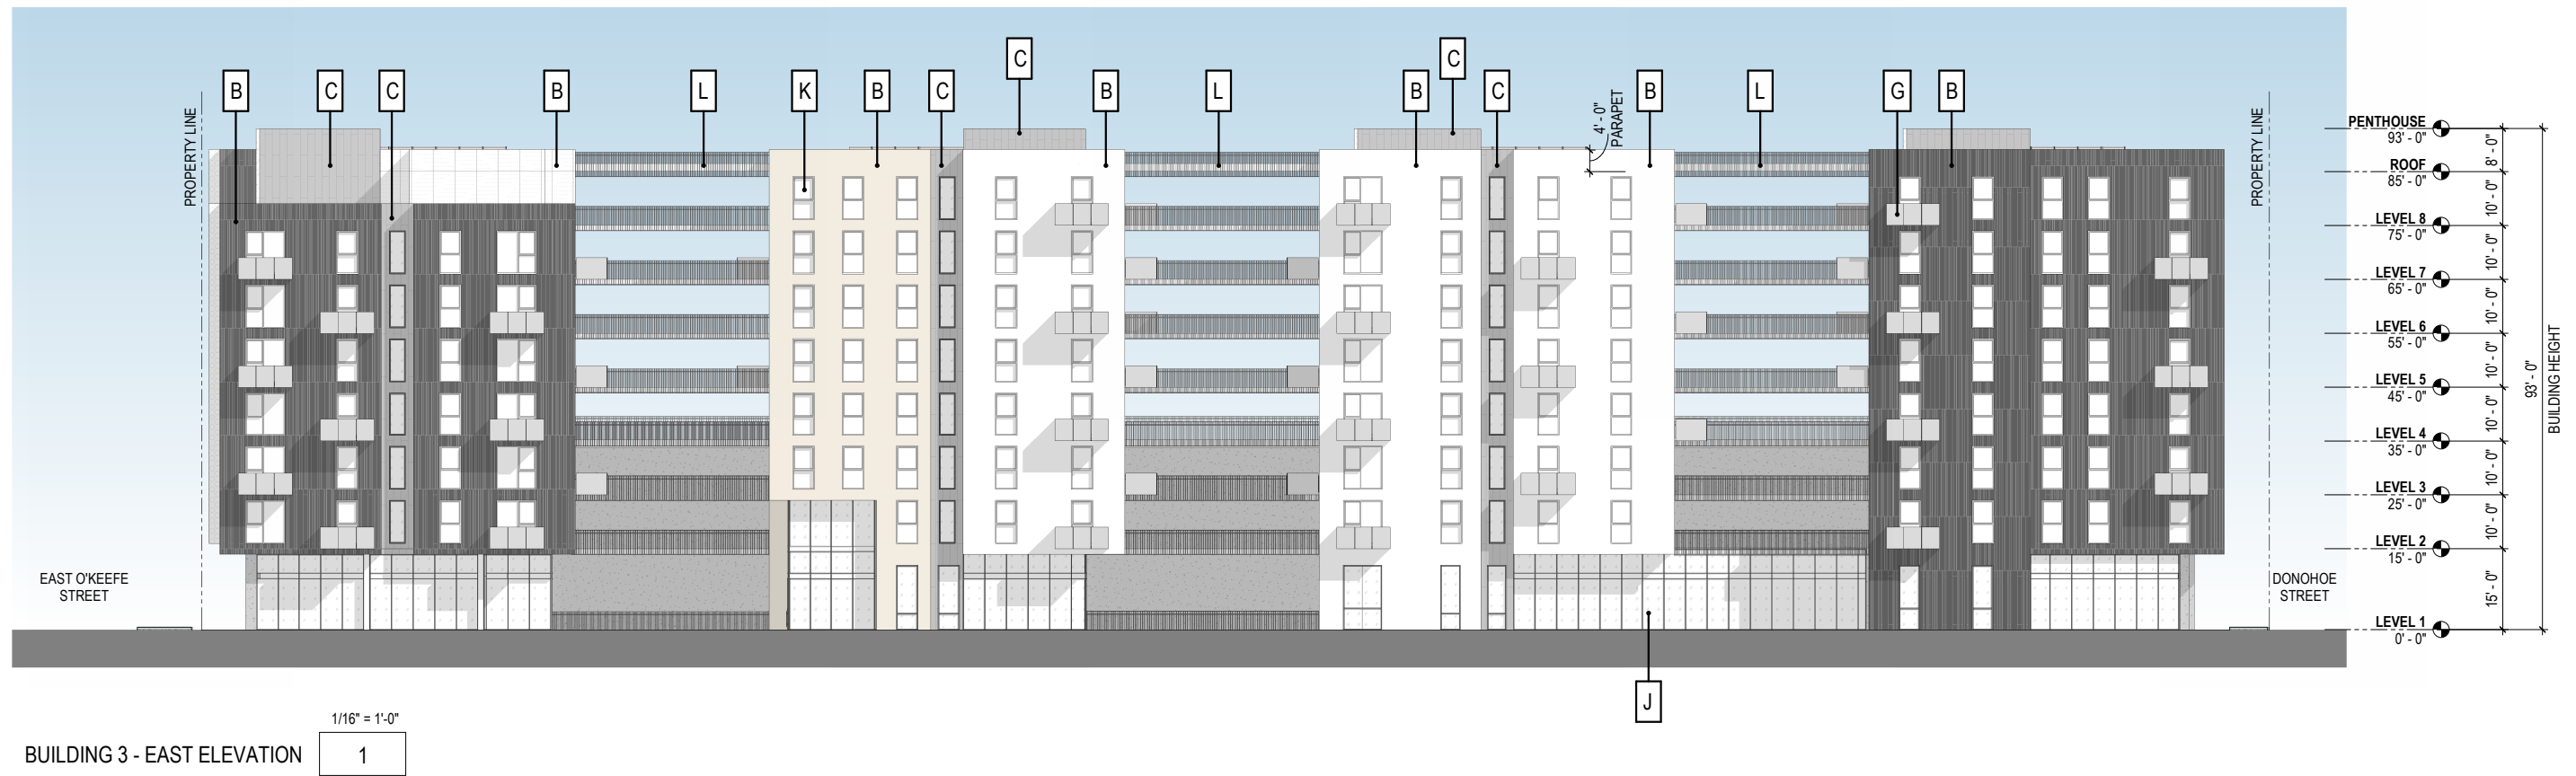 C
C
B
C
C
B
L
K
B
C
B
L
B
C
B
L
G
B
PROPERTY LINE
4' - 0"
PARAPET
PROPERTY LINE
PENTHOUSE
93' - 0"
8' - 0"
ROOF
85' - 0"
10' - 0"
LEVEL 8
75' - 0"
10' - 0"
LEVEL 7
65' - 0"
10' - 0"
LEVEL 6
55' - 0"
10' - 0"
LEVEL 5
45' - 0"
10' - 0"
LEVEL 4
35' - 0"
10' - 0"
LEVEL 3
25' - 0"
10' - 0"
LEVEL 2
15' - 0"
15' - 0"
LEVEL 1
0' - 0"
93' - 0"
BUILDING HEIGHT
EAST O'KEEFE
STREET
DONOHOE
STREET
J
1/16" = 1'-0"
BUILDING 3 - EAST ELEVATION
1